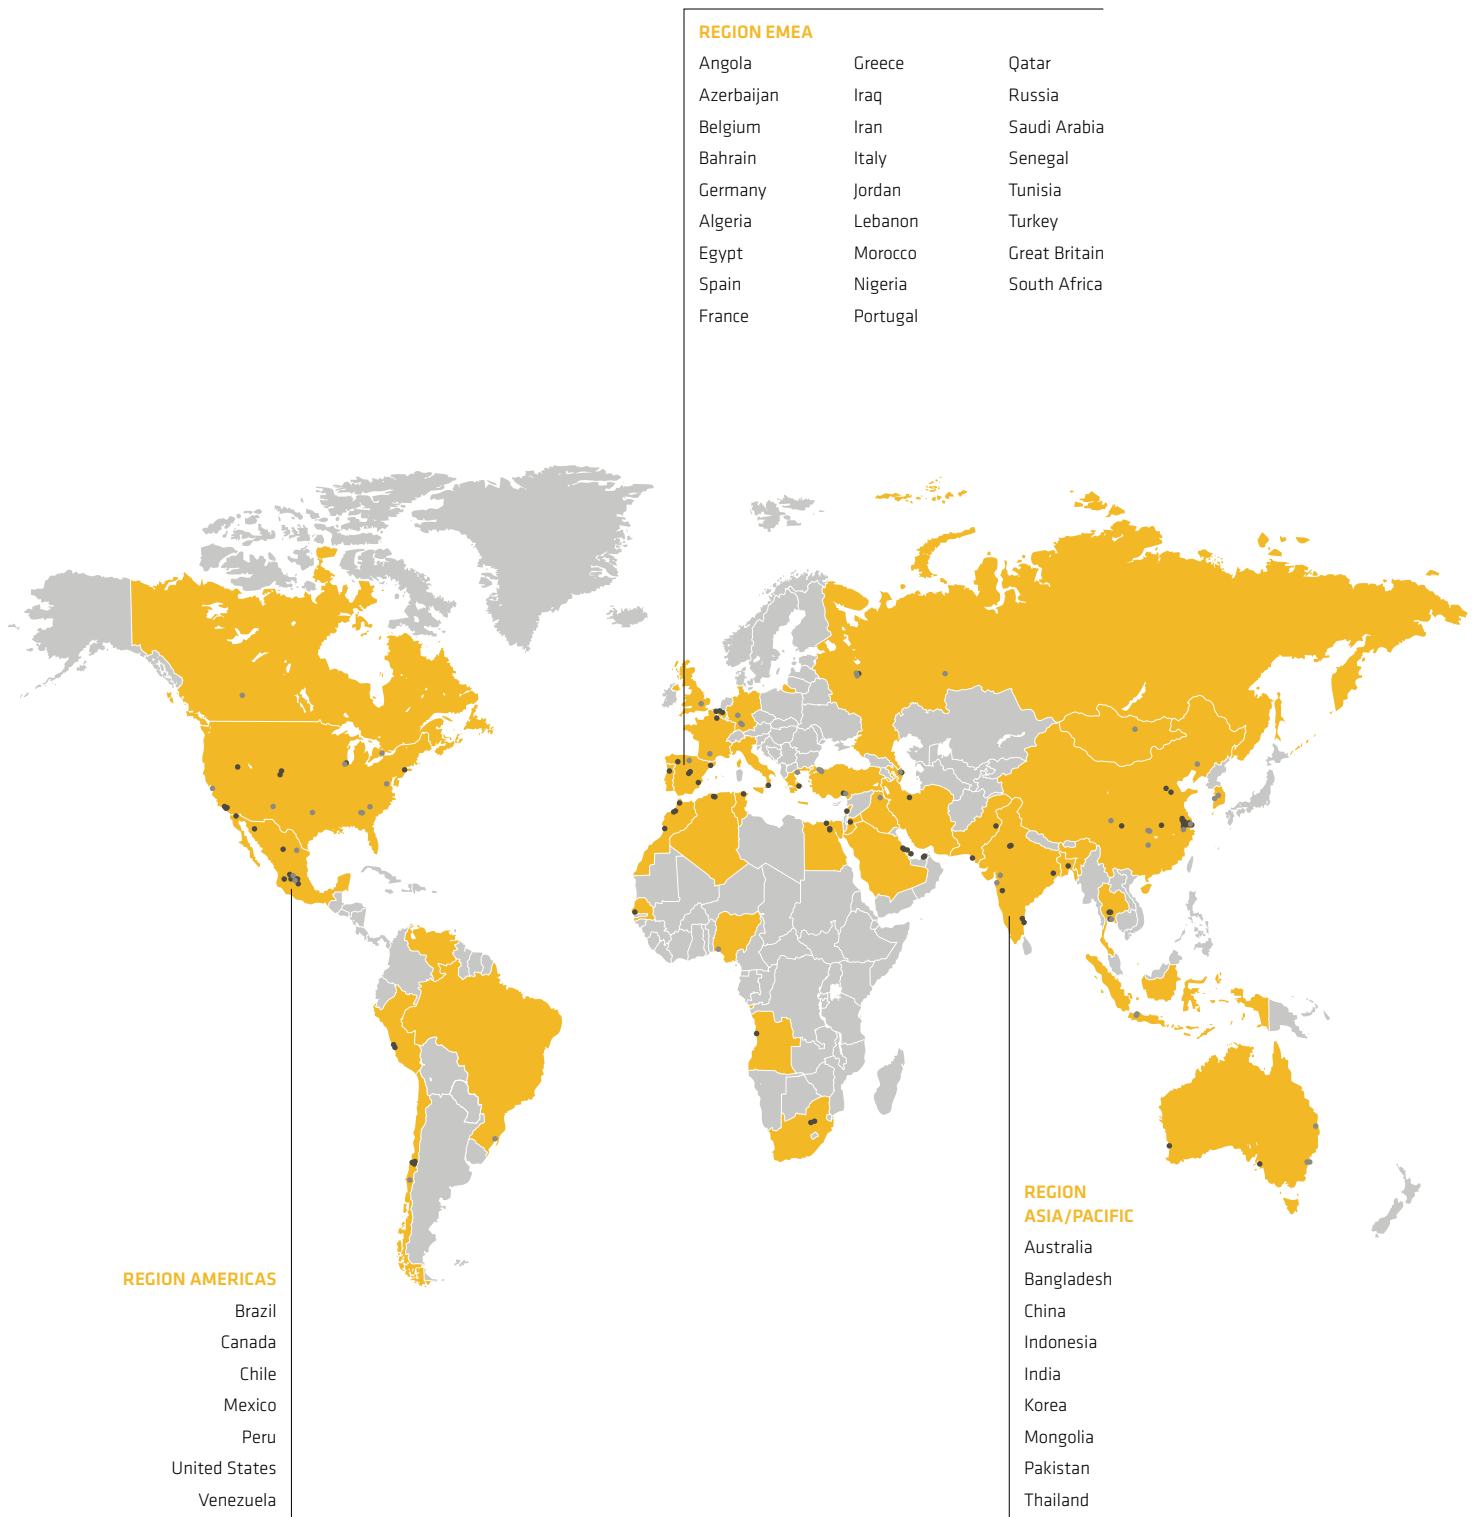 REGION EMEA
Angola
Azerbaijan
Belgium
Bahrain
Germany
Algeria
Egypt
Spain
France
Greece
Iraq
Iran
Italy
Jordan
Lebanon
Morocco
Nigeria
Portugal
Qatar
Russia
Saudi Arabia
Senegal
Tunisia
Turkey
Great Britain
South Africa
REGION AMERICAS
Brazil
Canada
Chile
Mexico
Peru
United States
Venezuela
REGION
ASIA/PACIFIC
Australia
Bangladesh
China
Indonesia
India
Korea
Mongolia
Pakistan
Thailand